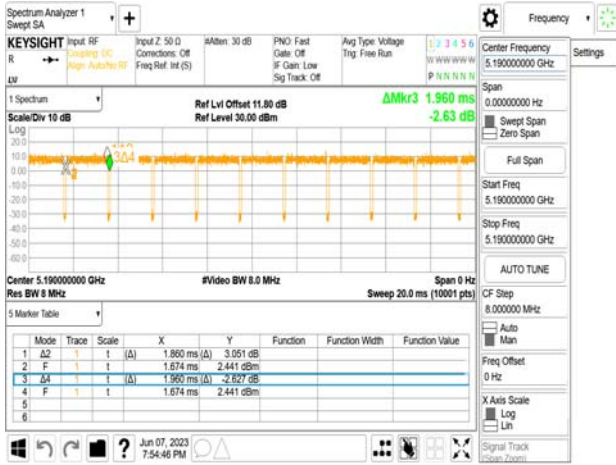 Spectrum Analyzer 1
Swept SA
+
Frequency
Settings
KEYSIGHT
R
Input: RF
Coupling: DC
Align: Auto/No RF
Input Z: 50 Ω
Corrections: Off
Freq Ref: Int (S)
#Atten: 30 dB
PNO: Fast
Gate: Off
IF Gain: Low
Sig Track: Off
Avg Type: Voltage
Trig: Free Run
1 2 3 4 5 6
W W W W W W
P N N N N N
1 Spectrum
Scale/Div 10 dB
Log
Ref Lvl Offset 11.80 dB
Ref Level 30.00 dBm
ΔMkr3 1.960 ms
-2.63 dB
20.0
10.0
0.00
-10.0
-20.0
-30.0
-40.0
-50.0
-60.0
3Δ4
Center 5.190000000 GHz
Res BW 8 MHz
#Video BW 8.0 MHz
Span 0 Hz
Sweep 20.0 ms (10001 pts)
5 Marker Table
Mode Trace Scale X Y Function Function Width Function Value
1 Δ2 1 t (Δ) 1.860 ms (Δ) 3.051 dB
2 F 1 t 1.674 ms 2.441 dBm
3 Δ4 1 t (Δ) 1.960 ms (Δ) -2.627 dB
4 F 1 t 1.674 ms 2.441 dBm
5
6
Jun 07, 2023
7:54:46 PM
Center Frequency
5.190000000 GHz
Span
0.00000000 Hz
Swept Span
Zero Span
Full Span
Start Freq
5.190000000 GHz
Stop Freq
5.190000000 GHz
AUTO TUNE
CF Step
8.000000 MHz
Auto
Man
Freq Offset
0 Hz
X Axis Scale
Log
Lin
Signal Track
(Span Zoom)